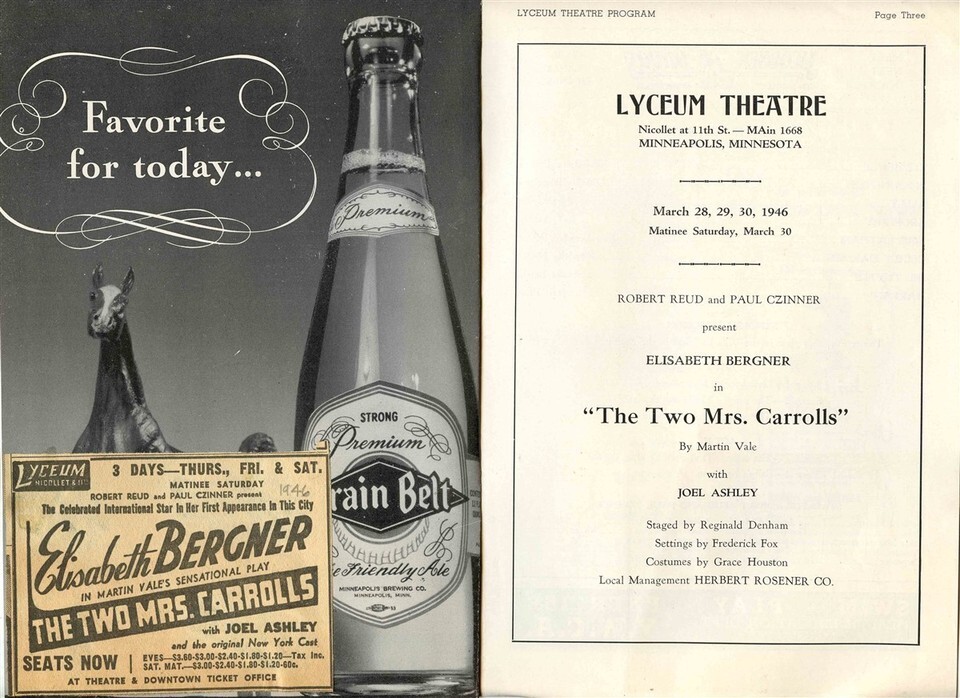 Favorite
for today...
Premium
STRONG
Premium
rain Belt
e Friendly Ale
MINNEAPOLIS BREWING CO.
MINNEAPOLIS, MINN.
LYCEUM
NICOLLET &
3 DAYS—THURS., FRI. & SAT.
MATINEE SATURDAY
1946
ROBERT REUD and PAUL CZINNER present
The Celebrated International Star In Her First Appearance In This City
Elisabeth BERGNER
IN MARTIN VALE'S SENSATIONAL PLAY
THE TWO MRS. CARROLLS
with JOEL ASHLEY
and the original New York Cast
SEATS NOW
EVES—$3.60-$3.00-$2.40-$1.80-$1.20—Tax Inc.
SAT. MAT.—$3.00-$2.40-$1.80-$1.20-60c.
AT THEATRE & DOWNTOWN TICKET OFFICE
LYCEUM THEATRE PROGRAM
Page Three
LYCEUM THEATRE
Nicollet at 11th St. — MAin 1668
MINNEAPOLIS, MINNESOTA
March 28, 29, 30, 1946
Matinee Saturday, March 30
ROBERT REUD and PAUL CZINNER
present
ELISABETH BERGNER
in
"The Two Mrs. Carrolls"
By Martin Vale
with
JOEL ASHLEY
Staged by Reginald Denham
Settings by Frederick Fox
Costumes by Grace Houston
Local Management HERBERT ROSENER CO.